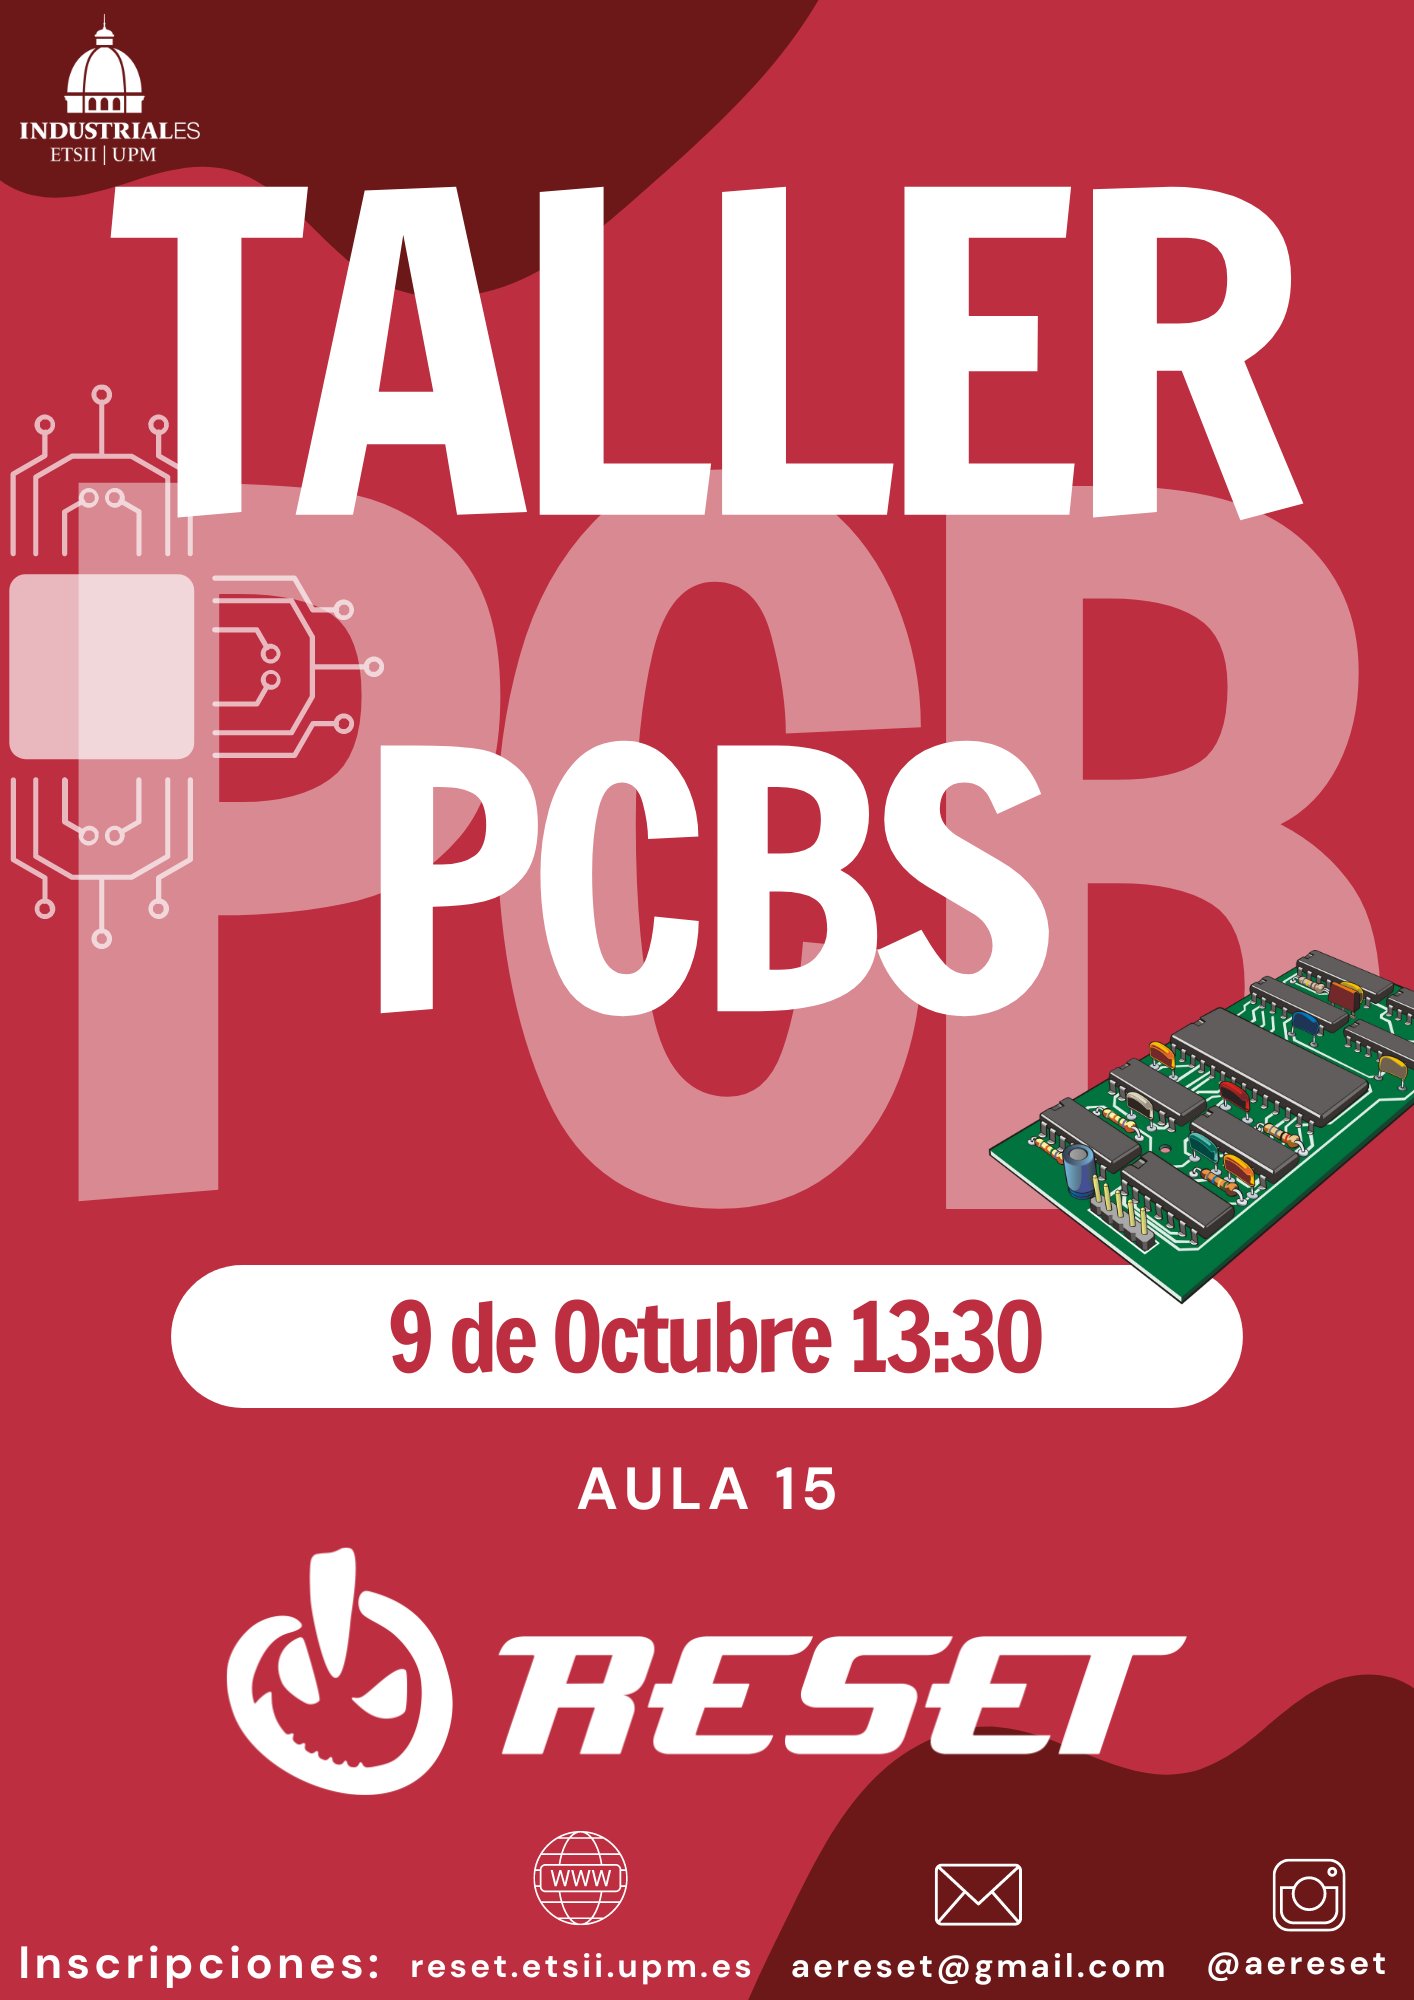 INDUSTRIALES
ETSII | UPM
TALLER
PCB
PCBS
9 de Octubre 13:30
AULA 15
RESET
WWW
Inscripciones: reset.etsii.upm.es aereset@gmail.com @aereset